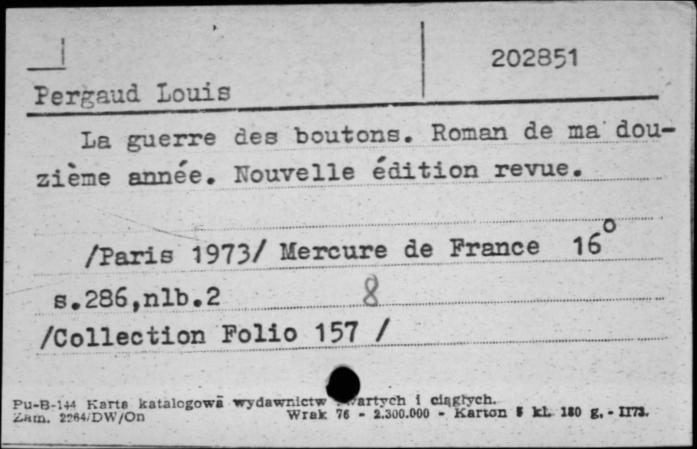 202851
Pergaud Louis
La guerre des boutons. Roman de ma dou-
zième année. Nouvelle édition revue.
/Paris 1973/ Mercure de France 16°
s.286,nlb.2 8
/Collection Folio 157 /
Pu-B-144 Karta katalogowa wydawnictw ciągłych.
Zam. 2264/DW/On Wrak 76 - 2.300.000 - Karton kl. 180 g. - II73.